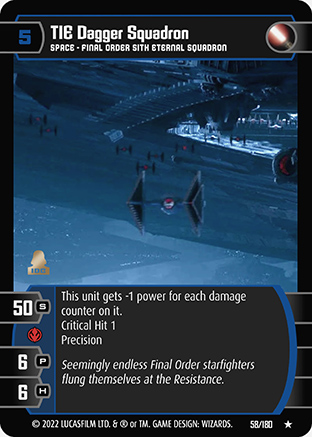 5 TIE Dagger Squadron
SPACE - FINAL ORDER SITH ETERNAL SQUADRON
50 S
6 P
6 H
This unit gets -1 power for each damage
counter on it.
Critical Hit 1
Precision
Seemingly endless Final Order starfighters
flung themselves at the Resistance.
© 2022 LUCASFILM LTD. & ® or TM. GAME DESIGN: WIZARDS. 58/180 ★